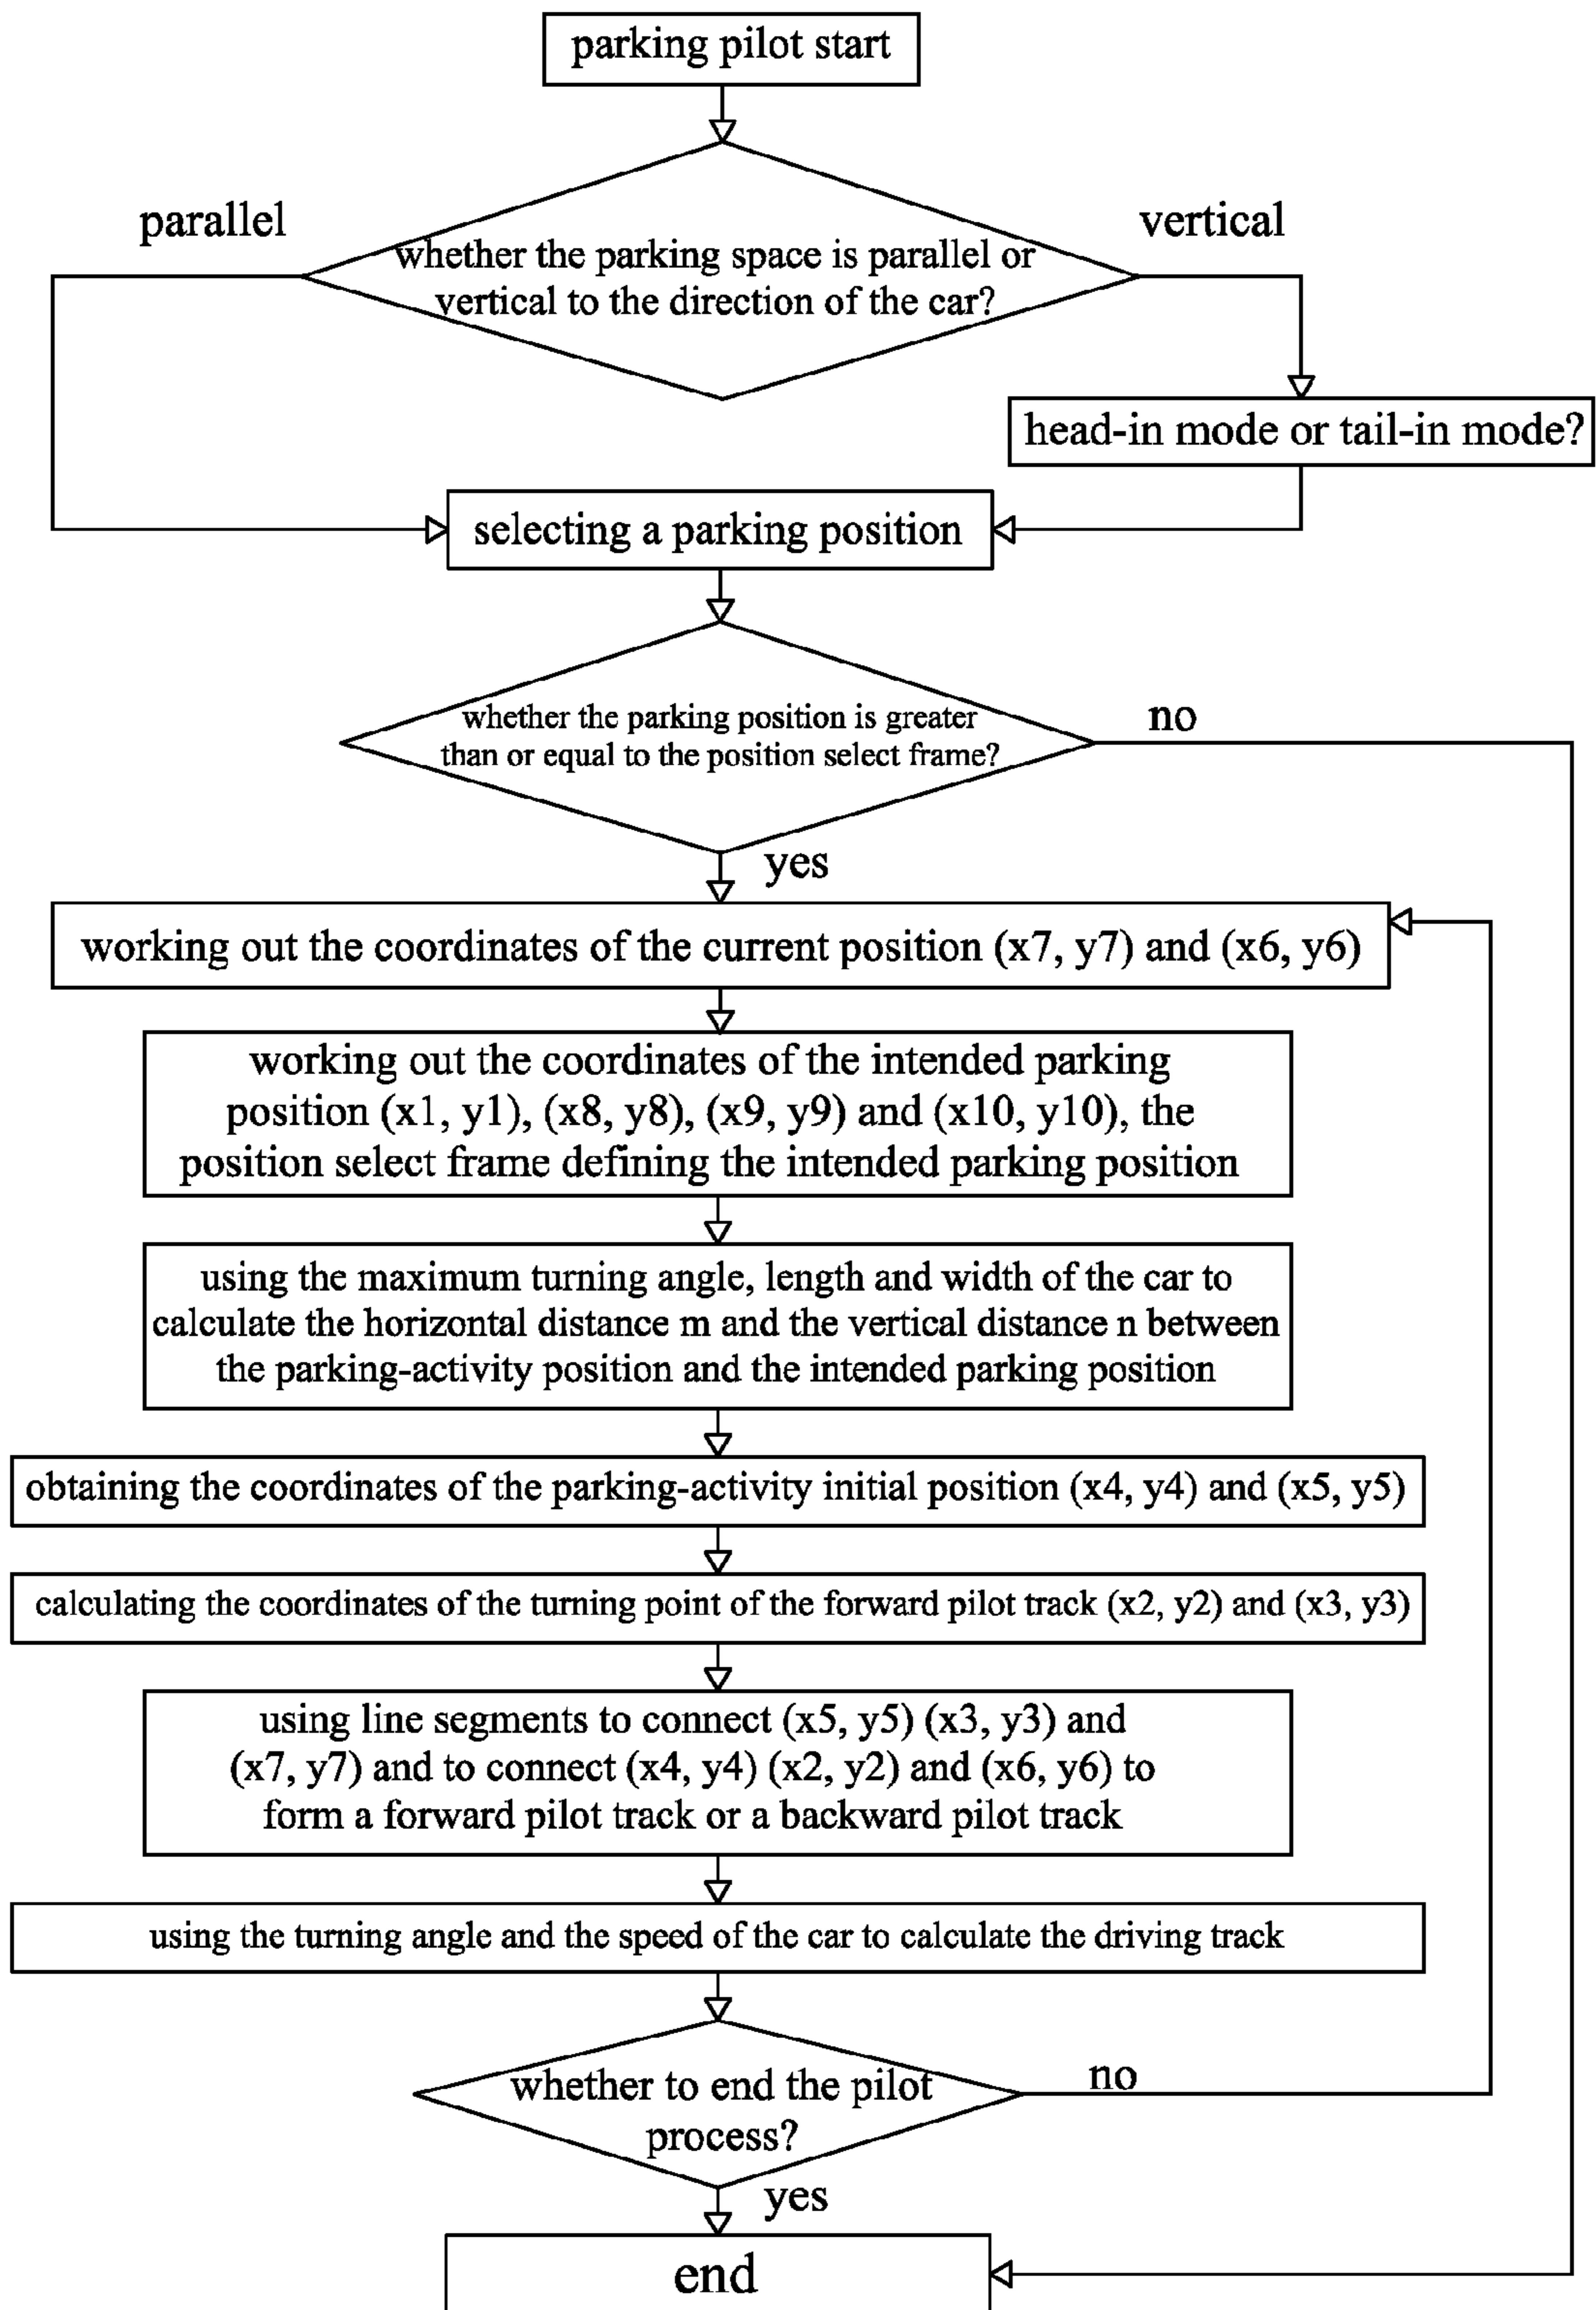 parking pilot start
parallel
vertical
whether the parking space is parallel or
vertical to the direction of the car?
head-in mode or tail-in mode?
selecting a parking position
whether the parking position is greater
than or equal to the position select frame?
no
yes
working out the coordinates of the current position (x7, y7) and (x6, y6)
working out the coordinates of the intended parking
position (x1, y1), (x8, y8), (x9, y9) and (x10, y10), the
position select frame defining the intended parking position
using the maximum turning angle, length and width of the car to
calculate the horizontal distance m and the vertical distance n between
the parking-activity position and the intended parking position
obtaining the coordinates of the parking-activity initial position (x4, y4) and (x5, y5)
calculating the coordinates of the turning point of the forward pilot track (x2, y2) and (x3, y3)
using line segments to connect (x5, y5) (x3, y3) and
(x7, y7) and to connect (x4, y4) (x2, y2) and (x6, y6) to
form a forward pilot track or a backward pilot track
using the turning angle and the speed of the car to calculate the driving track
whether to end the pilot
process?
no
yes
end